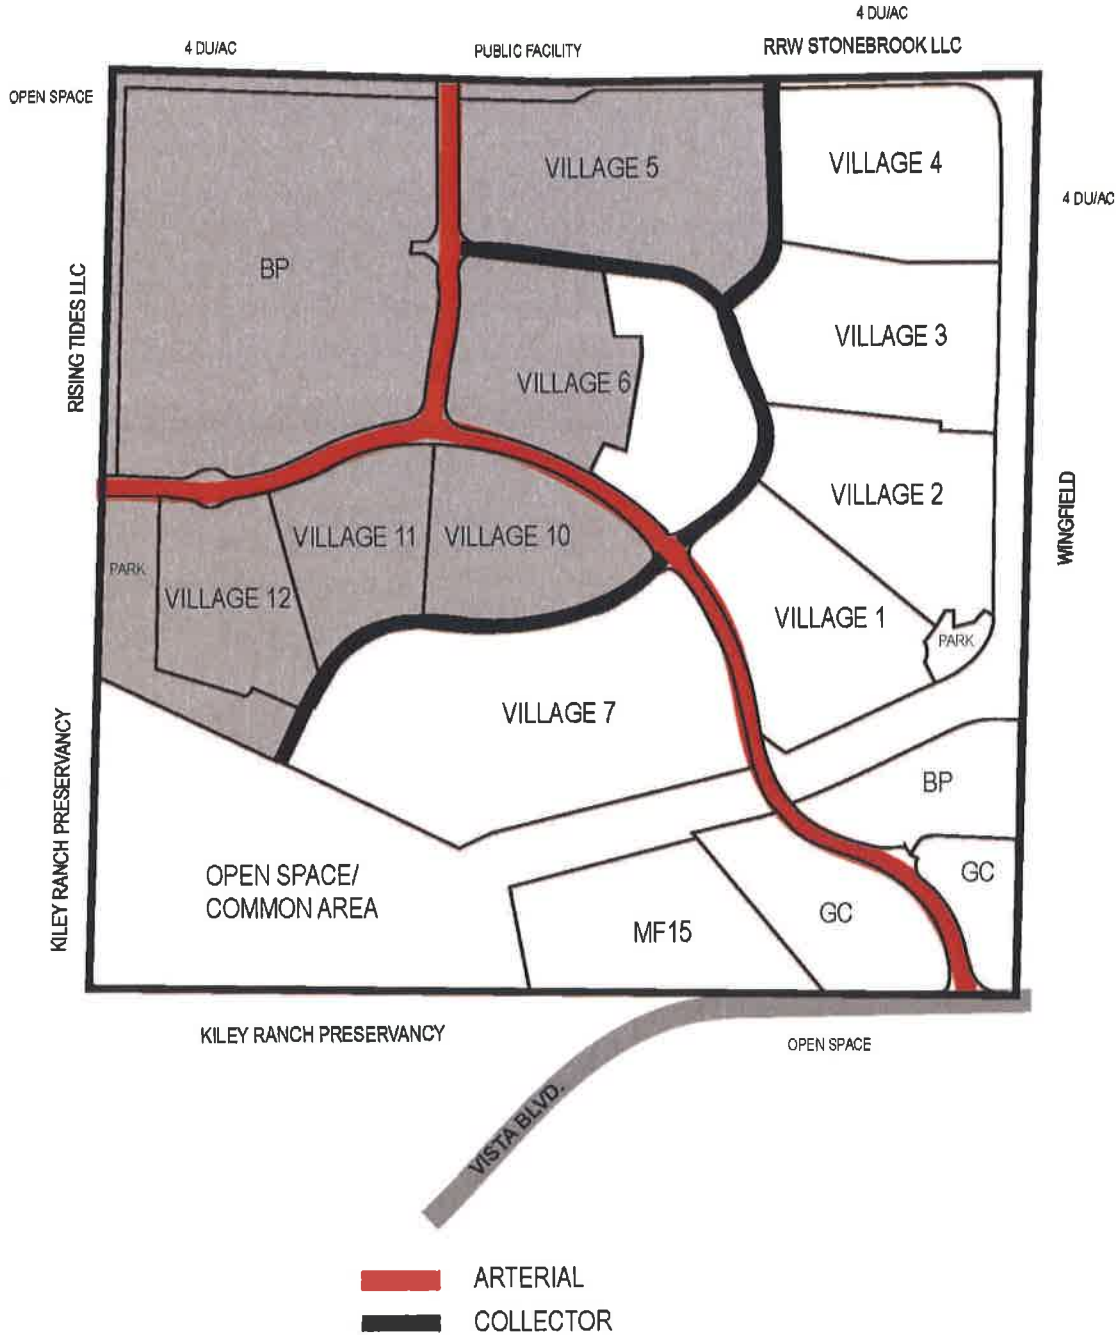 4 DU/AC
4 DU/AC
PUBLIC FACILITY
RRW STONEBROOK LLC
OPEN SPACE
VILLAGE 5
VILLAGE 4
4 DU/AC
BP
RISING TIDES LLC
VILLAGE 3
VILLAGE 6
VILLAGE 2
WINGFIELD
VILLAGE 11
VILLAGE 10
PARK
VILLAGE 12
VILLAGE 1
PARK
VILLAGE 7
KILEY RANCH PRESERVANCY
BP
OPEN SPACE/
COMMON AREA
GC
GC
MF15
KILEY RANCH PRESERVANCY
OPEN SPACE
VISTA BLVD.
ARTERIAL
COLLECTOR